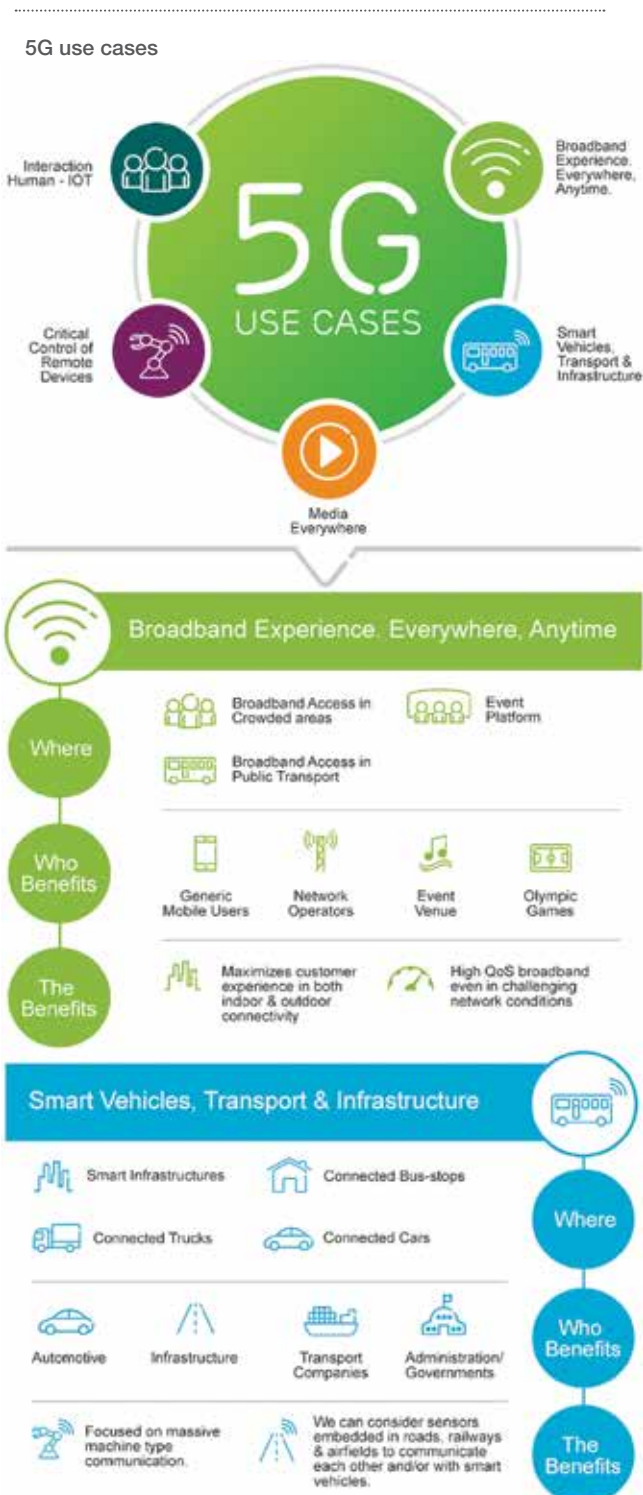 5G use cases
Interaction
Human - IOT
Broadband
Experience.
Everywhere,
Anytime.
5G
USE CASES
Critical
Control of
Remote
Devices
Smart
Vehicles,
Transport &
Infrastructure
Media
Everywhere
Broadband Experience. Everywhere, Anytime
Where
Broadband Access in
Crowded areas
Event
Platform
Broadband Access in
Public Transport
Who
Benefits
Generic
Mobile Users
Network
Operators
Event
Venue
Olympic
Games
The
Benefits
Maximizes customer
experience in both
indoor & outdoor
connectivity
High QoS broadband
even in challenging
network conditions
Smart Vehicles, Transport & Infrastructure
Smart Infrastructures
Connected Bus-stops
Where
Connected Trucks
Connected Cars
Automotive
Infrastructure
Transport
Companies
Administration/
Governments
Who
Benefits
Focused on massive
machine type
communication.
We can consider sensors
embedded in roads, railways
& airfields to communicate
each other and/or with smart
vehicles.
The
Benefits